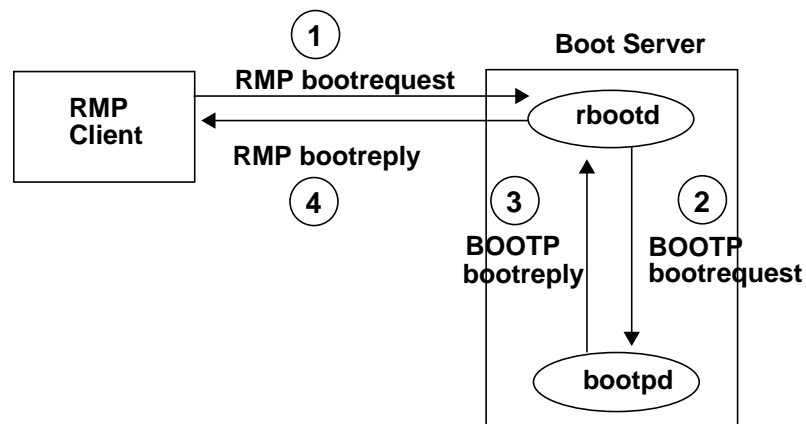 1
Boot Server
RMP bootrequest
RMP
Client
rbootd
RMP bootreply
4
3
2
BOOTP
bootreply
BOOTP
bootrequest
bootpd